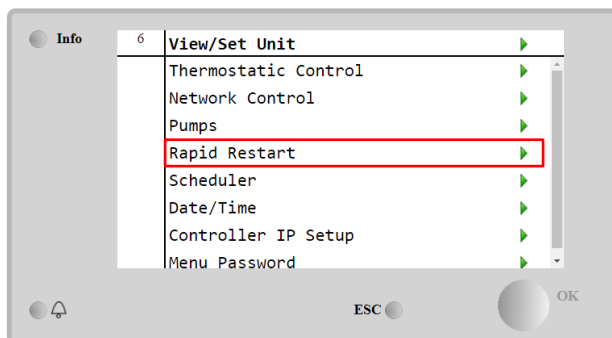 Info
6 View/Set Unit
Thermostatic Control
Network Control
Pumps
Rapid Restart
Scheduler
Date/Time
Controller IP Setup
Menu Password
ESC
OK